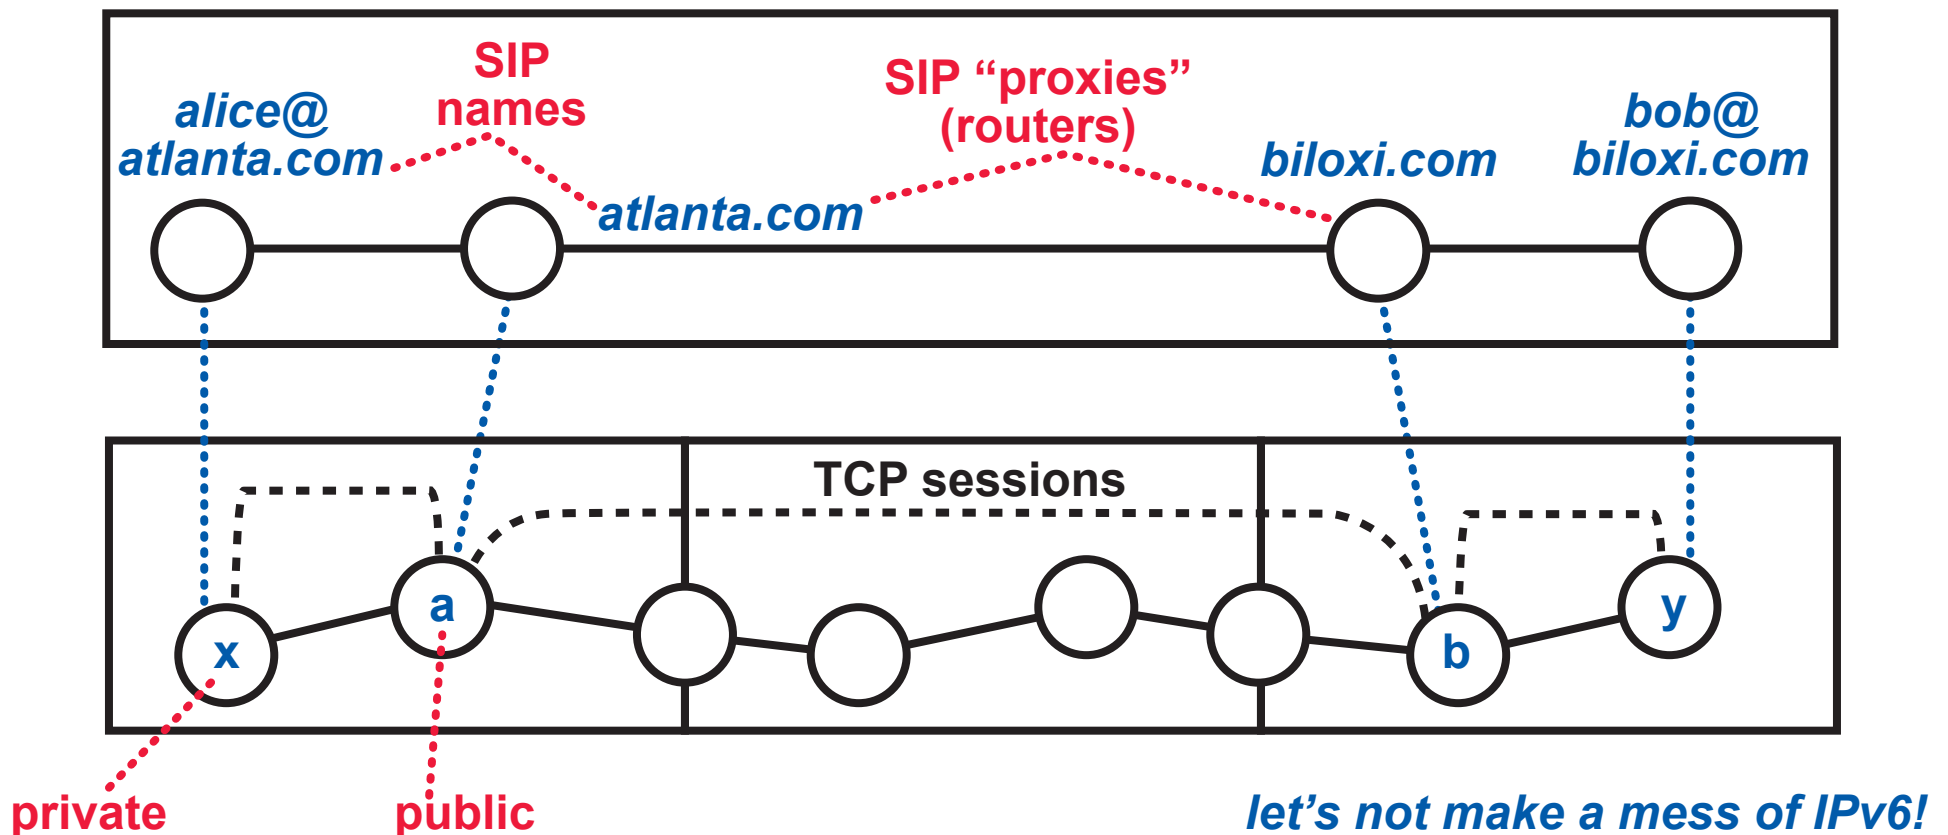 SIP
names
SIP “proxies”
(routers)
alice@
atlanta.com
atlanta.com
biloxi.com
bob@
biloxi.com
TCP sessions
x
a
b
y
private
public
let’s not make a mess of IPv6!